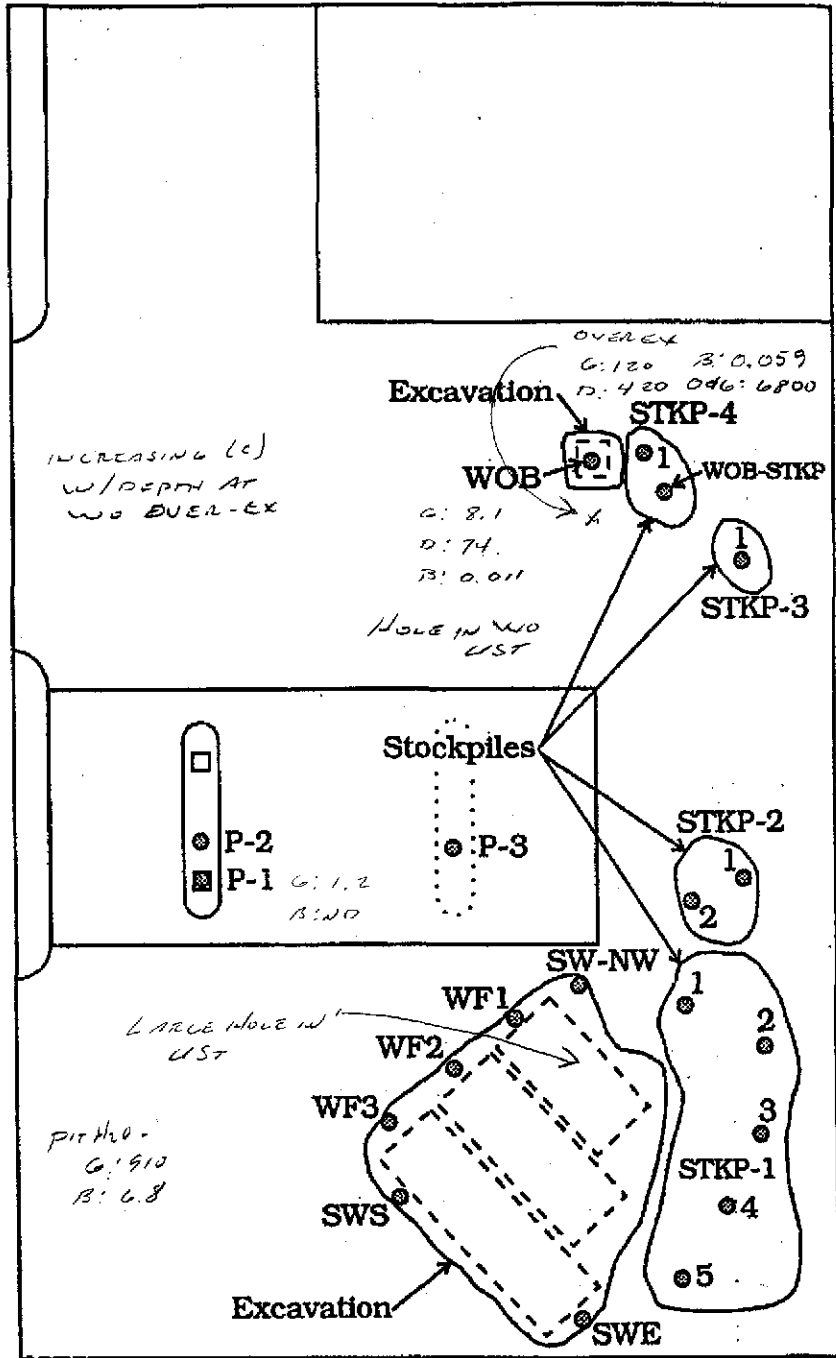 OVEREX
G: 120 B: 0.059
D: 420 O&G: 6800
Excavation
STKP-4
1
WOB
WOB-STKP
INCREASING (C)
W/DEPTH AT
WO OVER-EX
G: 8.1
D: 74.
B: 0.011
X
1
STKP-3
HOLE IN WO
UST
Stockpiles
P-2
P-1
G: 1.2
B: ND
P-3
STKP-2
1
2
SW-NW
WF1
LARGE HOLE IN
UST
WF2
WF3
1
2
3
STKP-1
4
5
PIT H2O -
G: 910
B: 6.8
SWS
Excavation
SWE